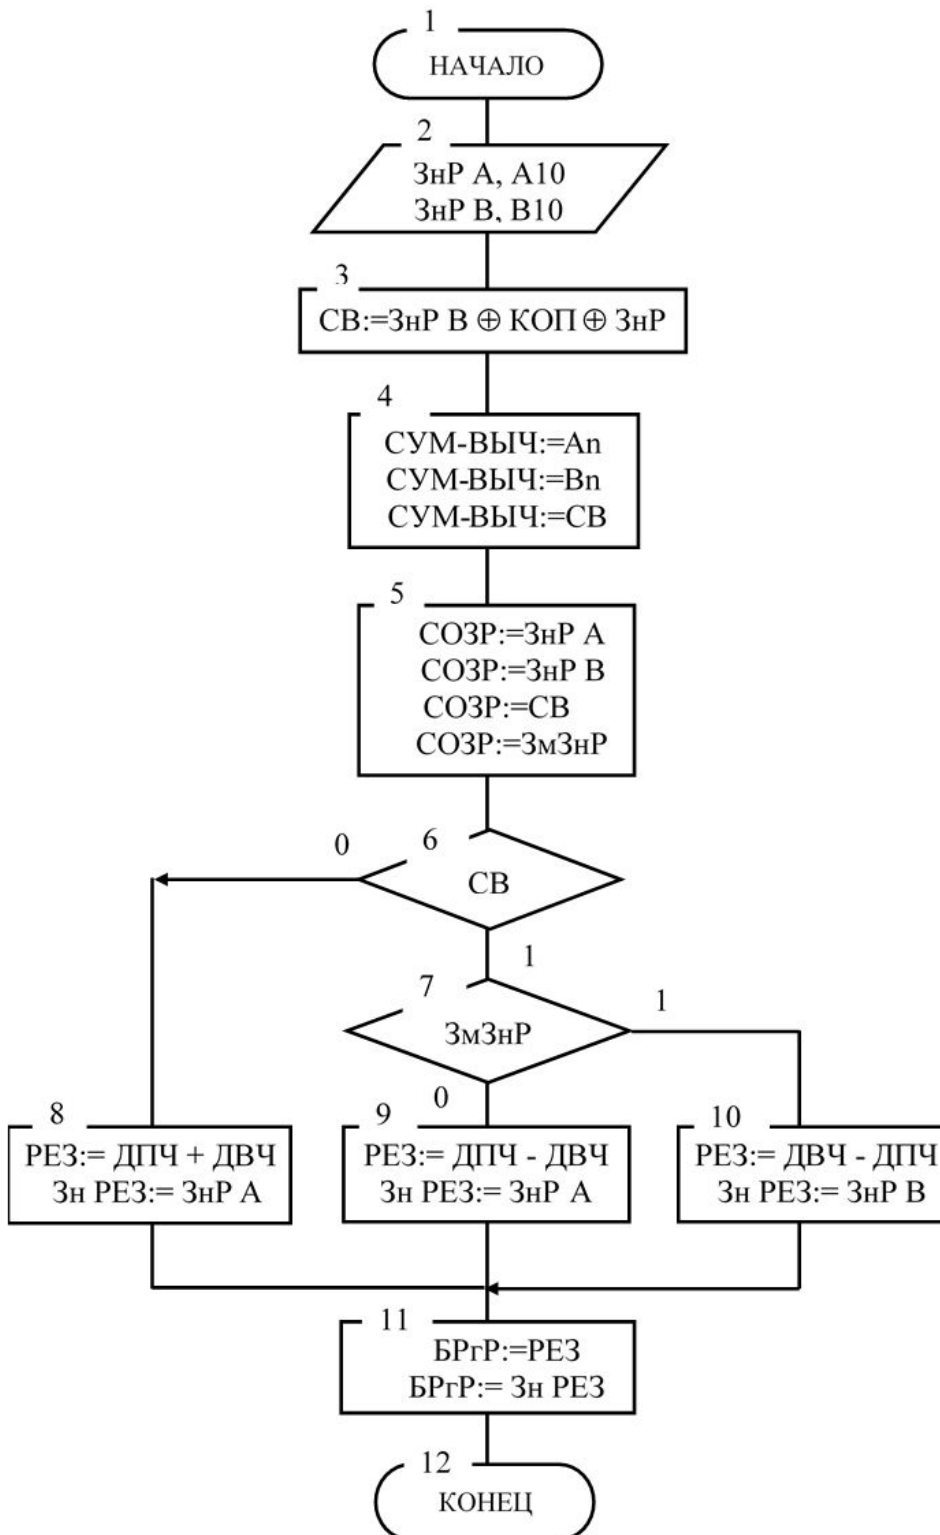 1
НАЧАЛО
2
ЗнР А, А10
ЗнР В, В10
3
СВ:=ЗнР В ⊕ КОП ⊕ ЗнР
4
СУМ-ВЫЧ:=Аn
СУМ-ВЫЧ:=Вn
СУМ-ВЫЧ:=СВ
5
СОЗР:=ЗнР А
СОЗР:=ЗнР В
СОЗР:=СВ
СОЗР:=ЗмЗнР
0
6
СВ
1
7
1
ЗмЗнР
0
8
РЕЗ:= ДПЧ + ДВЧ
Зн РЕЗ:= ЗнР А
9
РЕЗ:= ДПЧ - ДВЧ
Зн РЕЗ:= ЗнР А
10
РЕЗ:= ДВЧ - ДПЧ
Зн РЕЗ:= ЗнР В
11
БРгР:=РЕЗ
БРгР:= Зн РЕЗ
12
КОНЕЦ